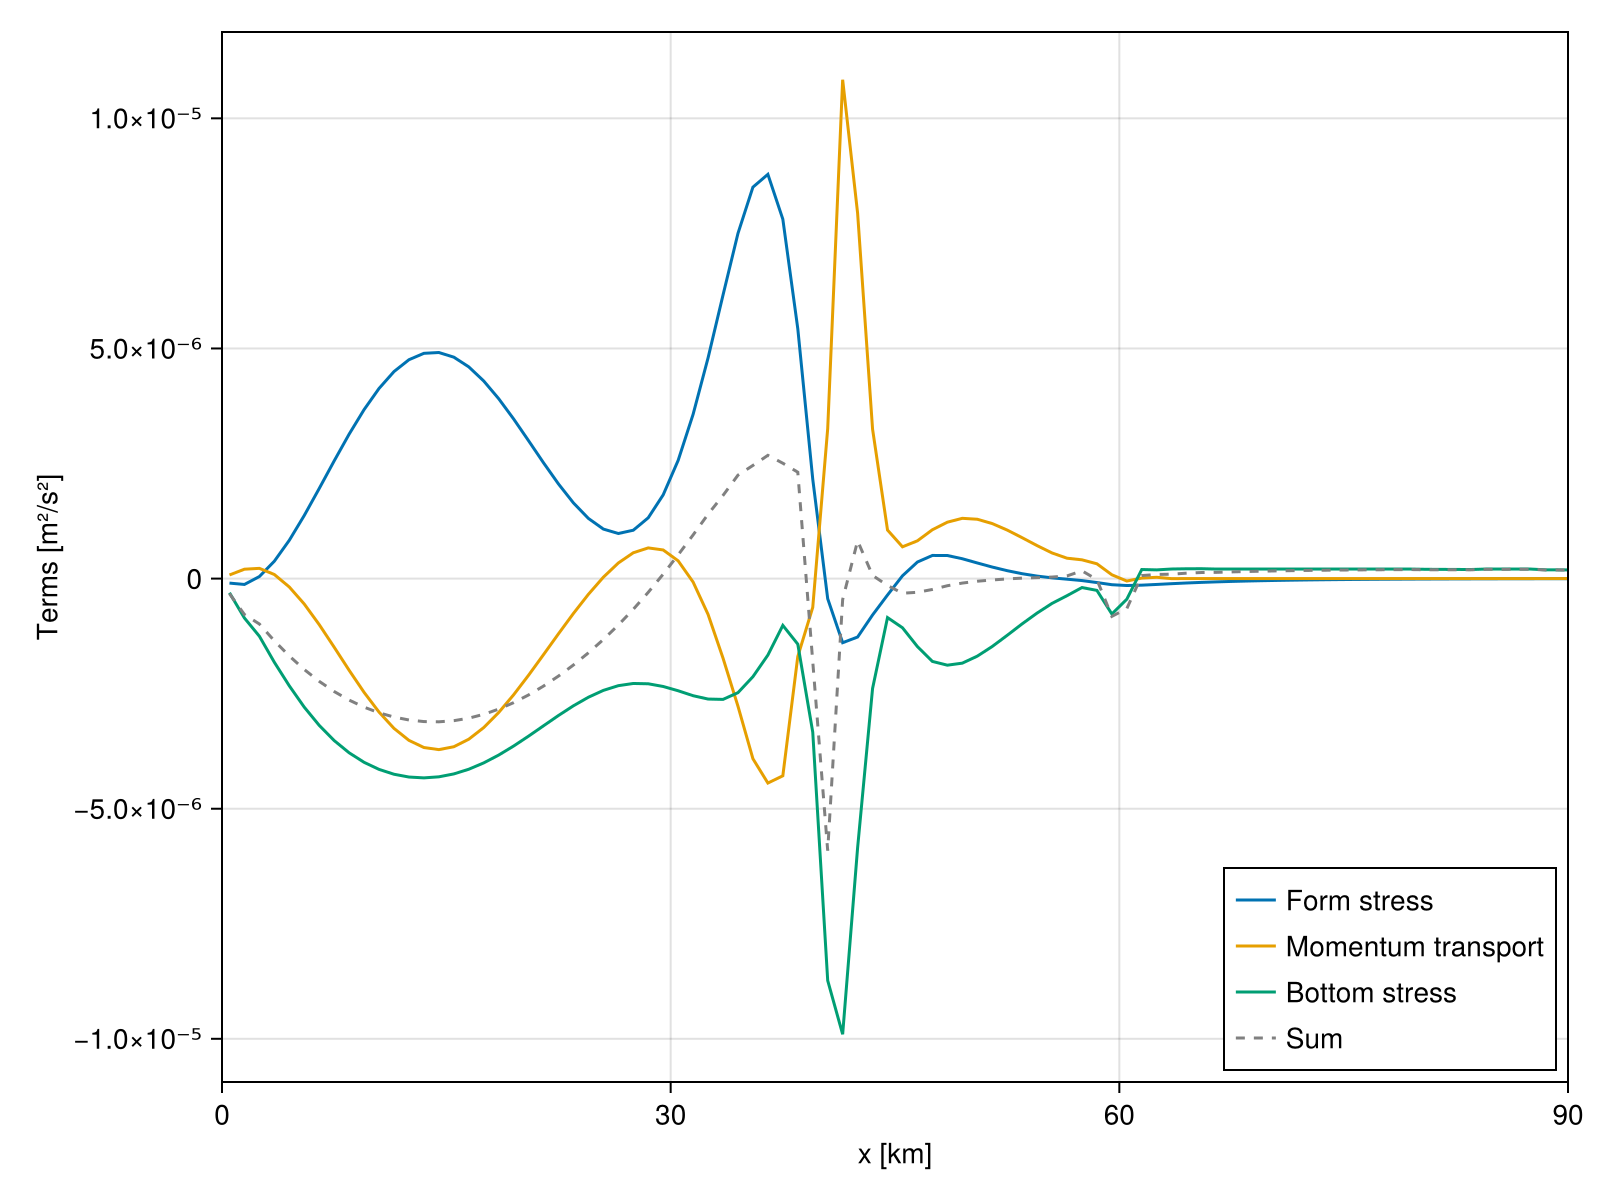 Terms [m²/s²]
1.0×10⁻⁵
5.0×10⁻⁶
0
−5.0×10⁻⁶
−1.0×10⁻⁵
0
30
60
90
x [km]
Form stress
Momentum transport
Bottom stress
Sum